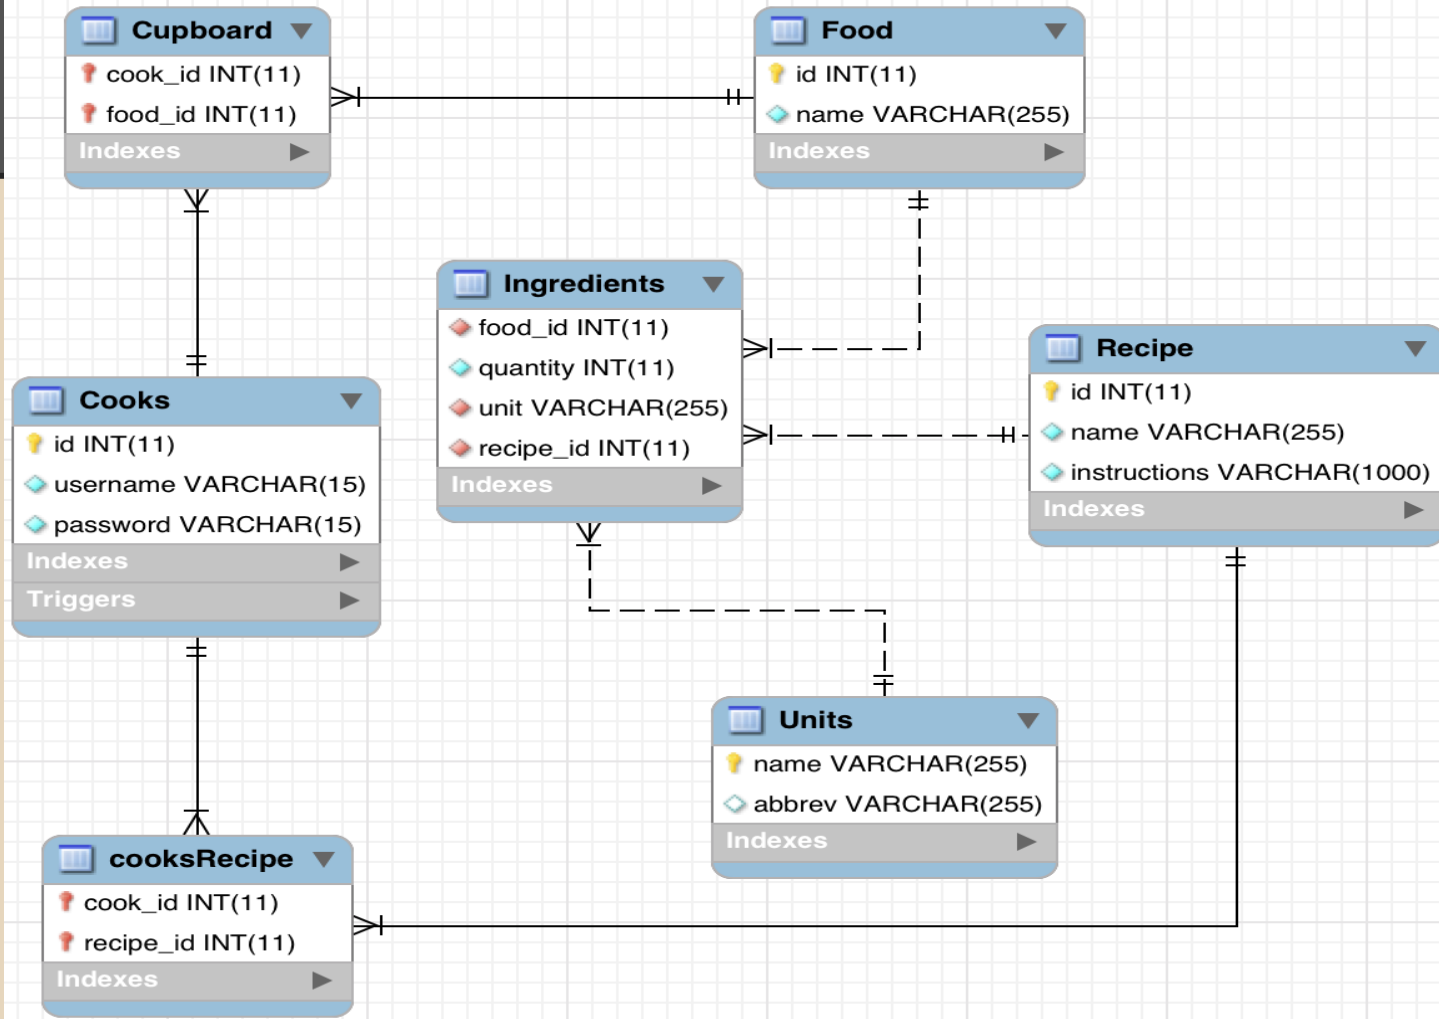 Cupboard
cook_id INT(11)
food_id INT(11)
Indexes
Food
id INT(11)
name VARCHAR(255)
Indexes
Ingredients
food_id INT(11)
quantity INT(11)
unit VARCHAR(255)
recipe_id INT(11)
Indexes
Recipe
id INT(11)
name VARCHAR(255)
instructions VARCHAR(1000)
Indexes
Cooks
id INT(11)
username VARCHAR(15)
password VARCHAR(15)
Indexes
Triggers
Units
name VARCHAR(255)
abbrev VARCHAR(255)
Indexes
cooksRecipe
cook_id INT(11)
recipe_id INT(11)
Indexes